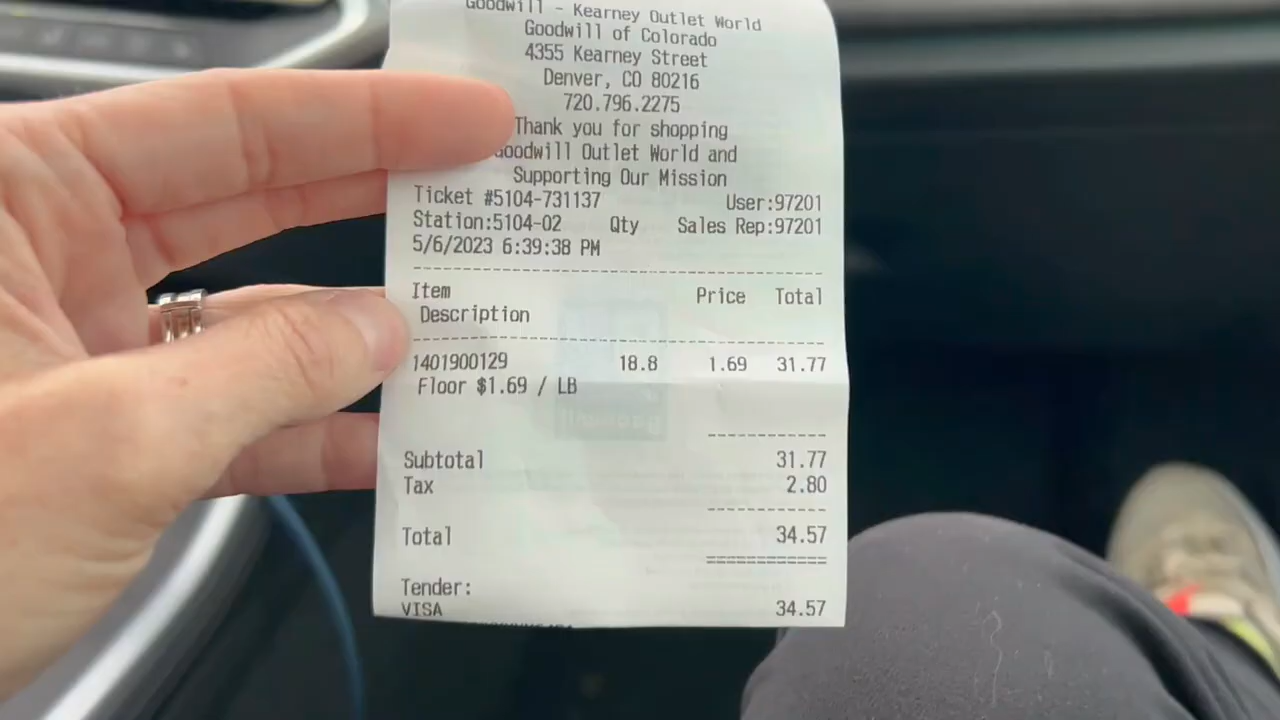 Goodwill - Kearney Outlet World
Goodwill of Colorado
4355 Kearney Street
Denver, CO 80216
720.796.2275
Thank you for shopping
Goodwill Outlet World and
Supporting Our Mission
Ticket #5104-731137 User:97201
Station:5104-02 Qty Sales Rep:97201
5/6/2023 6:39:38 PM
Item Price Total
Description
1401900129 18.8 1.69 31.77
Floor $1.69 / LB
Subtotal 31.77
Tax 2.80
Total 34.57
Tender:
VISA 34.57